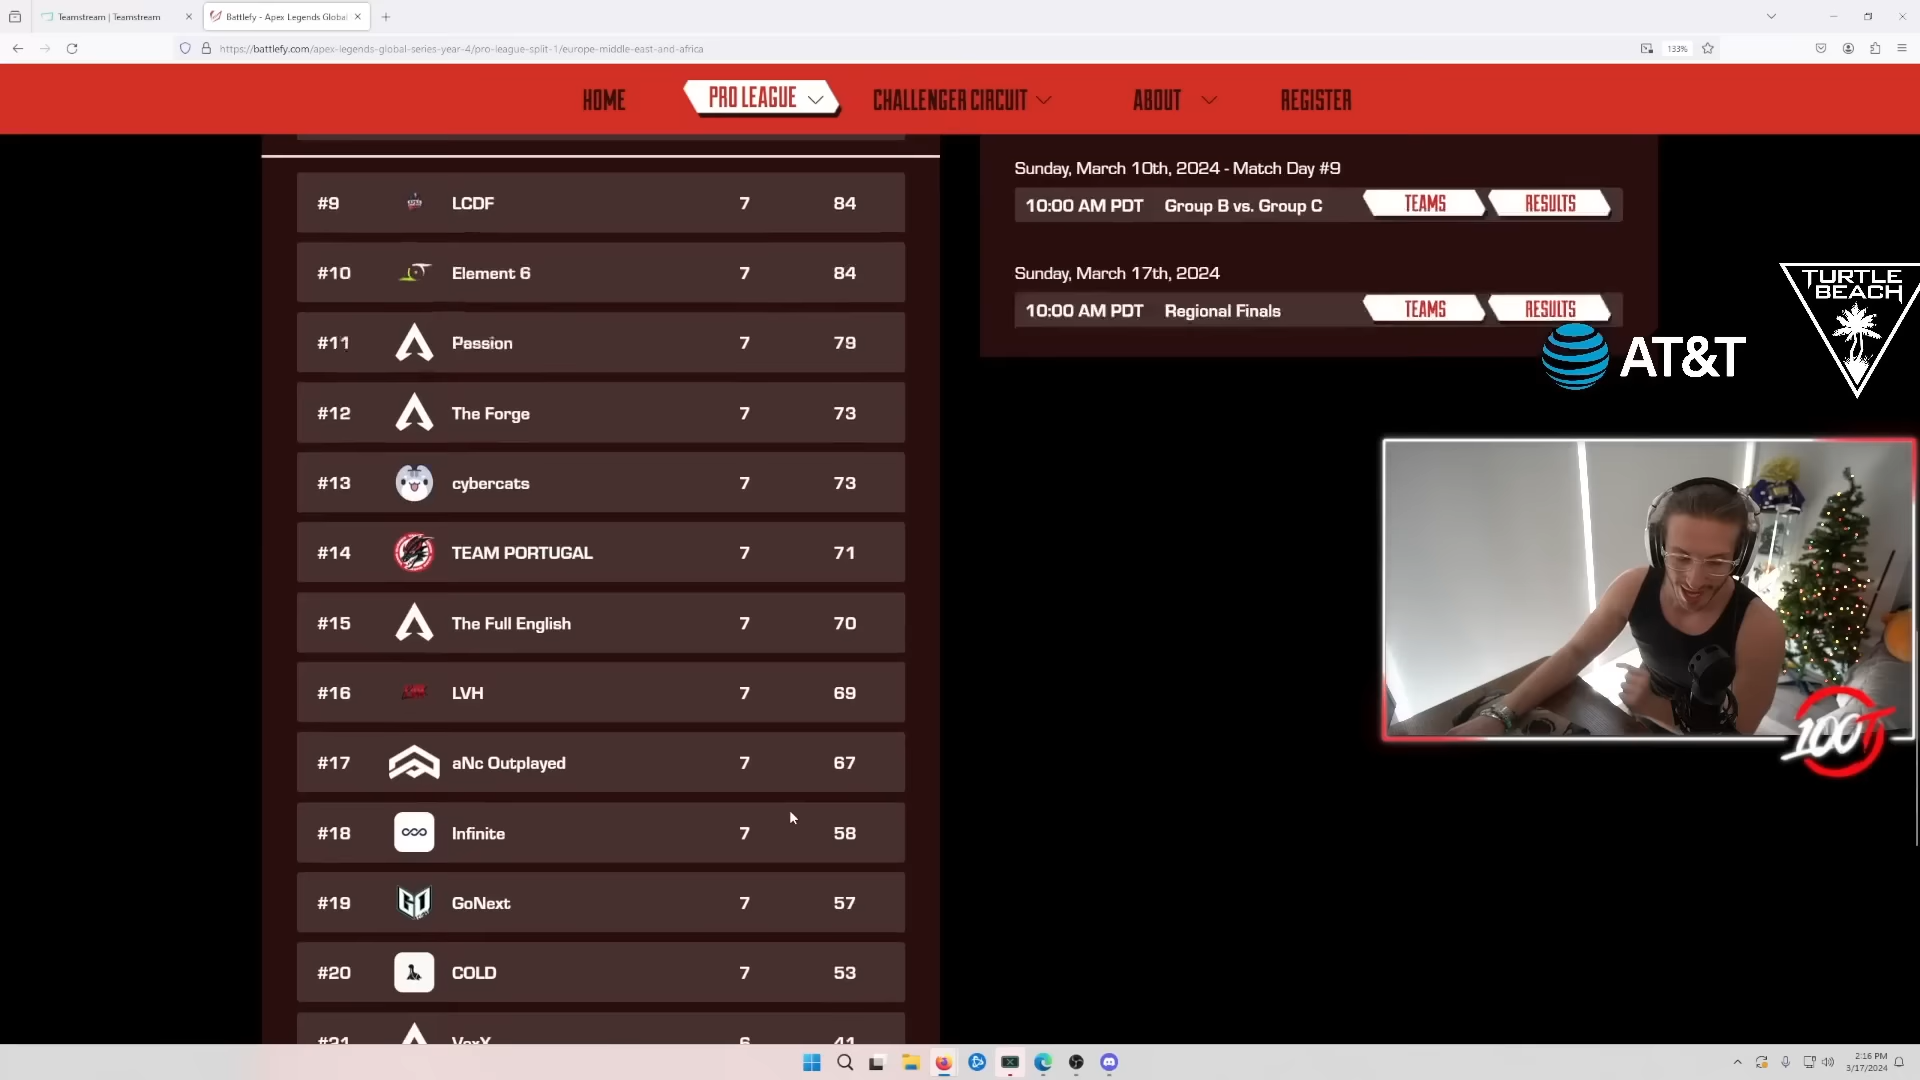 Teamstream | Teamstream
Battlefy - Apex Legends Global
https://battlefy.com/apex-legends-global-series-year-4/pro-league-split-1/europe-middle-east-and-africa
133%
HOME
PRO LEAGUE
CHALLENGER CIRCUIT
ABOUT
REGISTER
#9 LCDF 7 84
#10 Element 6 7 84
#11 Passion 7 79
#12 The Forge 7 73
#13 cybercats 7 73
#14 TEAM PORTUGAL 7 71
#15 The Full English 7 70
#16 LVH 7 69
#17 aNc Outplayed 7 67
#18 Infinite 7 58
#19 GoNext 7 57
#20 COLD 7 53
#21 VexX 6 41
Sunday, March 10th, 2024 - Match Day #9
10:00 AM PDT Group B vs. Group C TEAMS RESULTS
Sunday, March 17th, 2024
10:00 AM PDT Regional Finals TEAMS RESULTS
AT&T
TURTLE
BEACH
100T
2:16 PM
3/17/2024